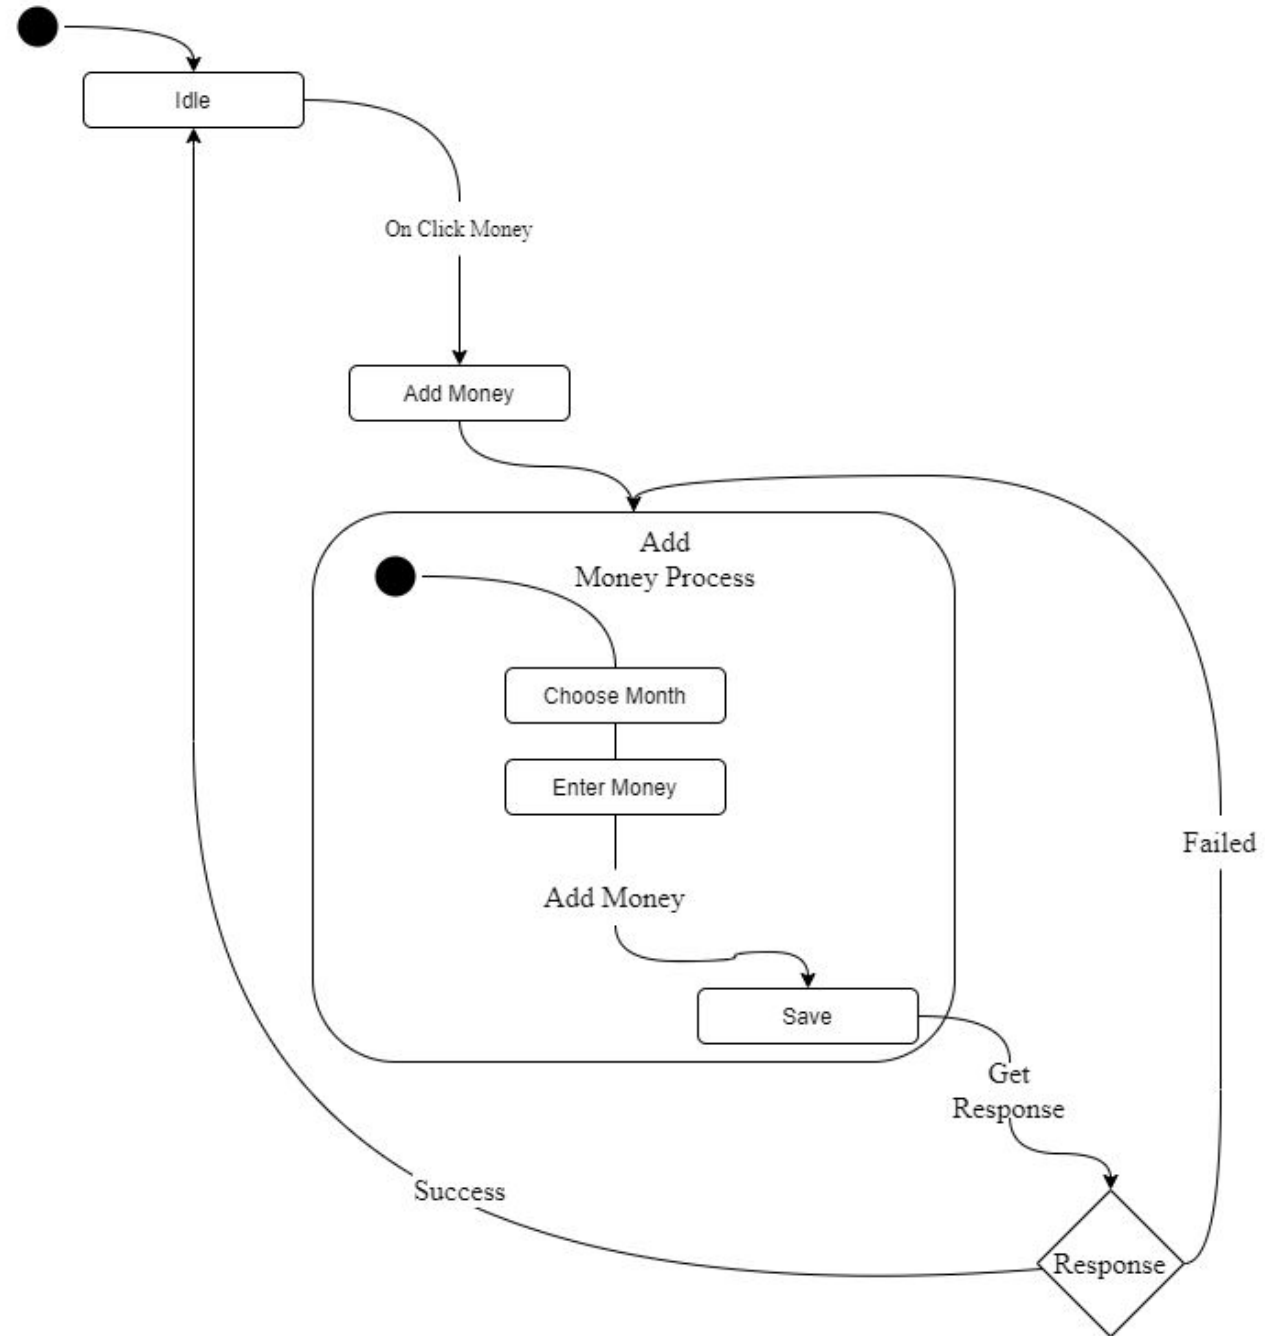 Idle
On Click Money
Add Money
Add
Money Process
Choose Month
Enter Money
Failed
Add Money
Save
Get
Response
Success
Response